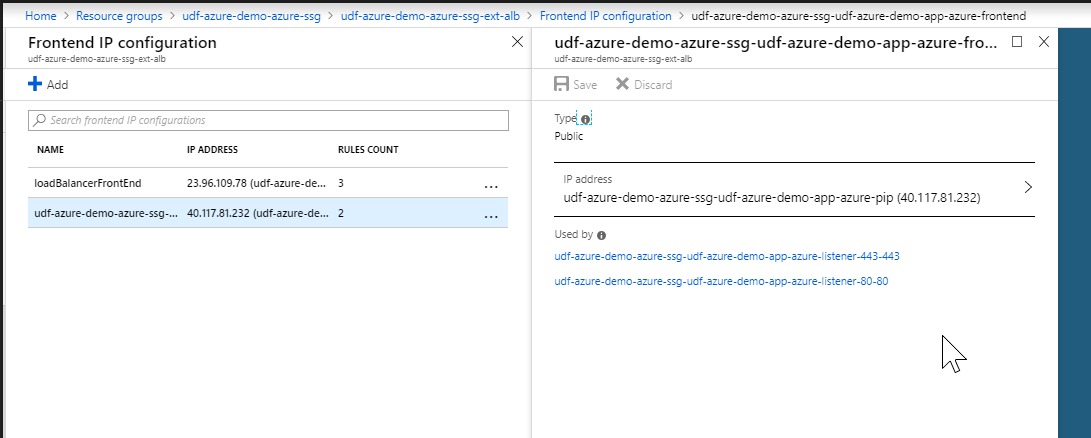 Home > Resource groups > udf-azure-demo-azure-ssg > udf-azure-demo-azure-ssg-ext-alb > Frontend IP configuration > udf-azure-demo-azure-ssg-udf-azure-demo-app-azure-frontend
Frontend IP configuration
udf-azure-demo-azure-ssg-ext-alb
Add
Search frontend IP configurations
NAME IP ADDRESS RULES COUNT
loadBalancerFrontEnd 23.96.109.78 (udf-azure-de... 3 ...
udf-azure-demo-azure-ssg-... 40.117.81.232 (udf-azure-de... 2 ...
udf-azure-demo-azure-ssg-udf-azure-demo-app-azure-fro...
udf-azure-demo-azure-ssg-ext-alb
Save Discard
Type
Public
IP address
udf-azure-demo-azure-ssg-udf-azure-demo-app-azure-pip (40.117.81.232)
Used by
udf-azure-demo-azure-ssg-udf-azure-demo-app-azure-listener-443-443
udf-azure-demo-azure-ssg-udf-azure-demo-app-azure-listener-80-80